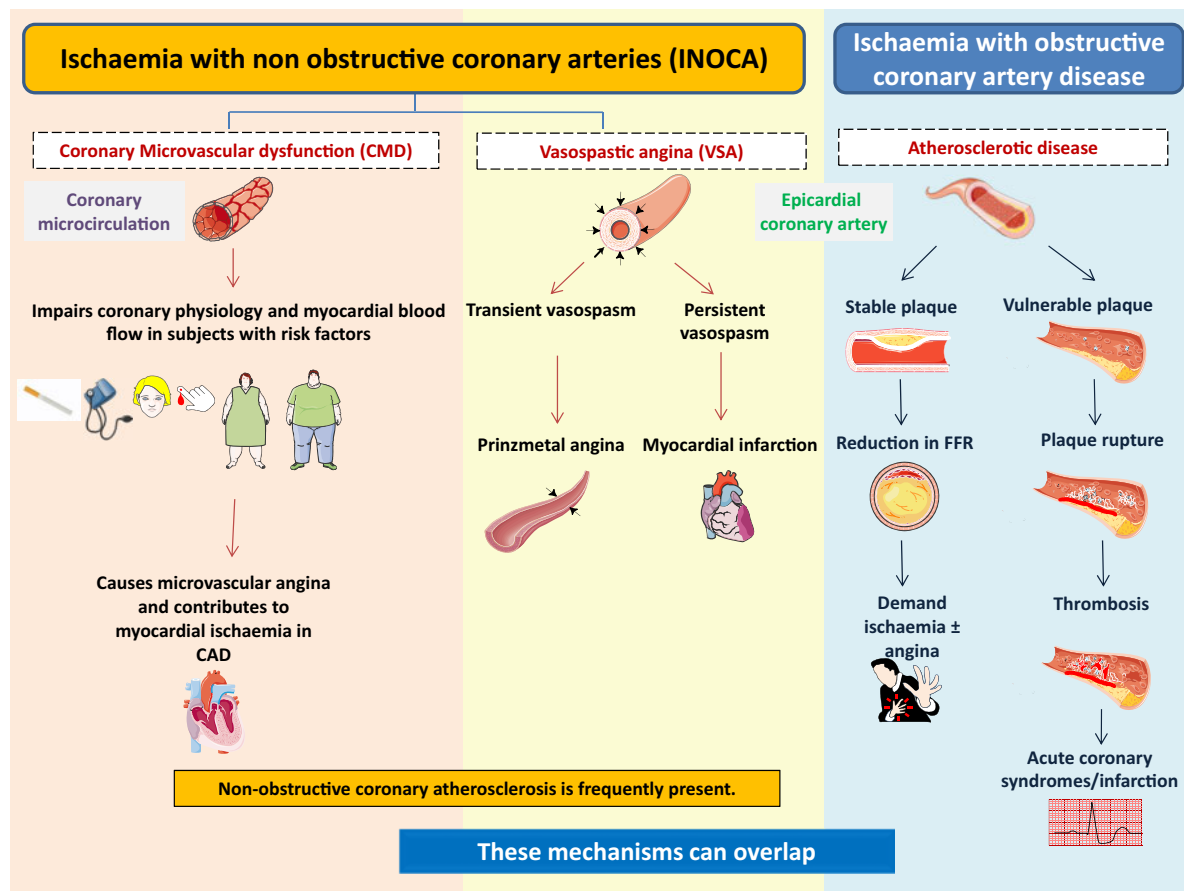 Ischaemia with non obstructive coronary arteries (INOCA)
Ischaemia with obstructive
coronary artery disease
Coronary Microvascular dysfunction (CMD)
Vasospastic angina (VSA)
Atherosclerotic disease
Coronary
microcirculation
Epicardial
coronary artery
Impairs coronary physiology and myocardial blood
flow in subjects with risk factors
Causes microvascular angina
and contributes to
myocardial ischaemia in
CAD
Transient vasospasm
Persistent
vasospasm
Prinzmetal angina
Myocardial infarction
Stable plaque
Vulnerable plaque
Reduction in FFR
Plaque rupture
Demand
ischaemia ±
angina
Thrombosis
Acute coronary
syndromes/infarction
Non-obstructive coronary atherosclerosis is frequently present.
These mechanisms can overlap